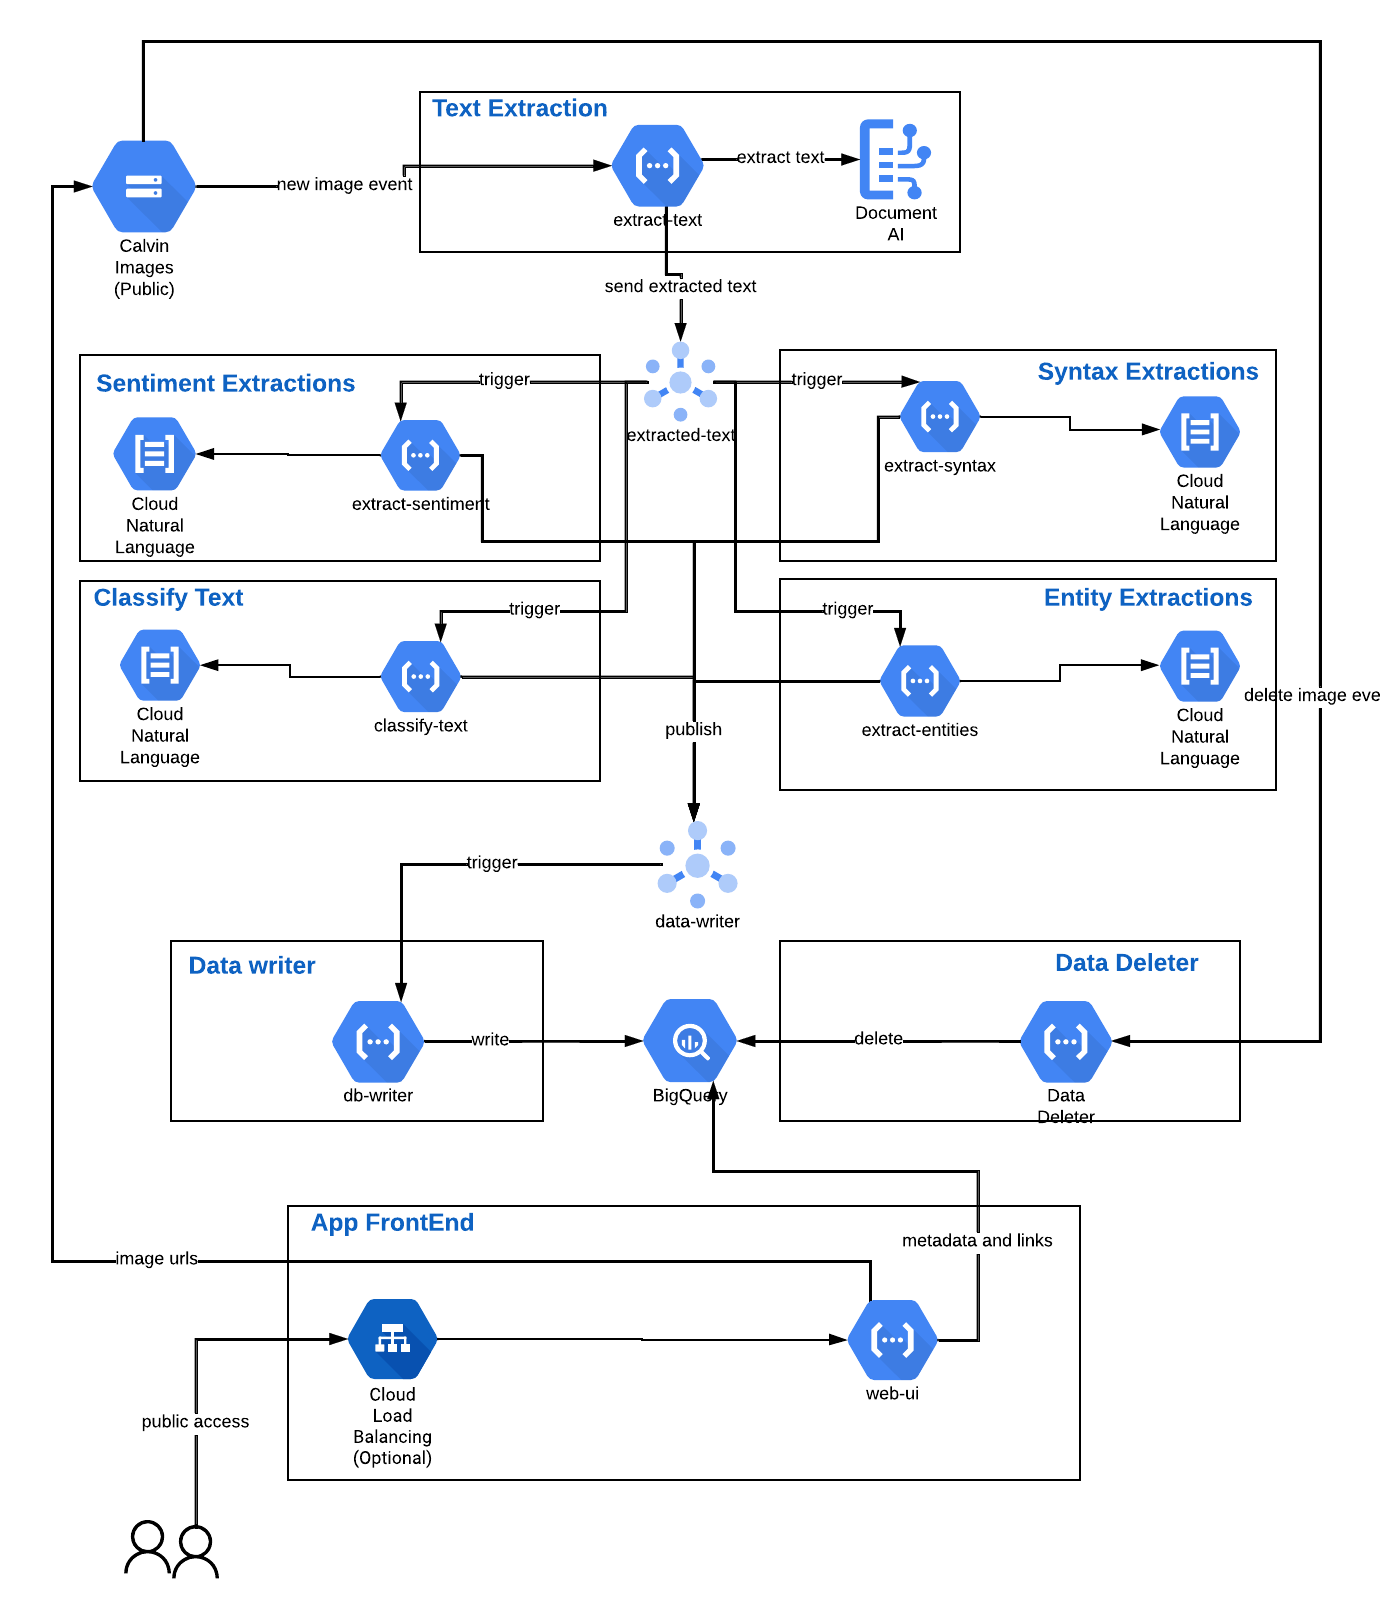 Text Extraction
extract text
new image event
extract-text
Document
AI
Calvin
Images
(Public)
send extracted text
Sentiment Extractions
trigger
trigger
Syntax Extractions
extracted-text
extract-syntax
Cloud
Natural
Language
extract-sentiment
Cloud
Natural
Language
Classify Text
trigger
trigger
Entity Extractions
delete image eve
Cloud
Natural
Language
classify-text
publish
extract-entities
Cloud
Natural
Language
trigger
data-writer
Data writer
Data Deleter
write
delete
db-writer
BigQuery
Data
Deleter
App FrontEnd
metadata and links
image urls
web-ui
Cloud
Load
Balancing
(Optional)
public access